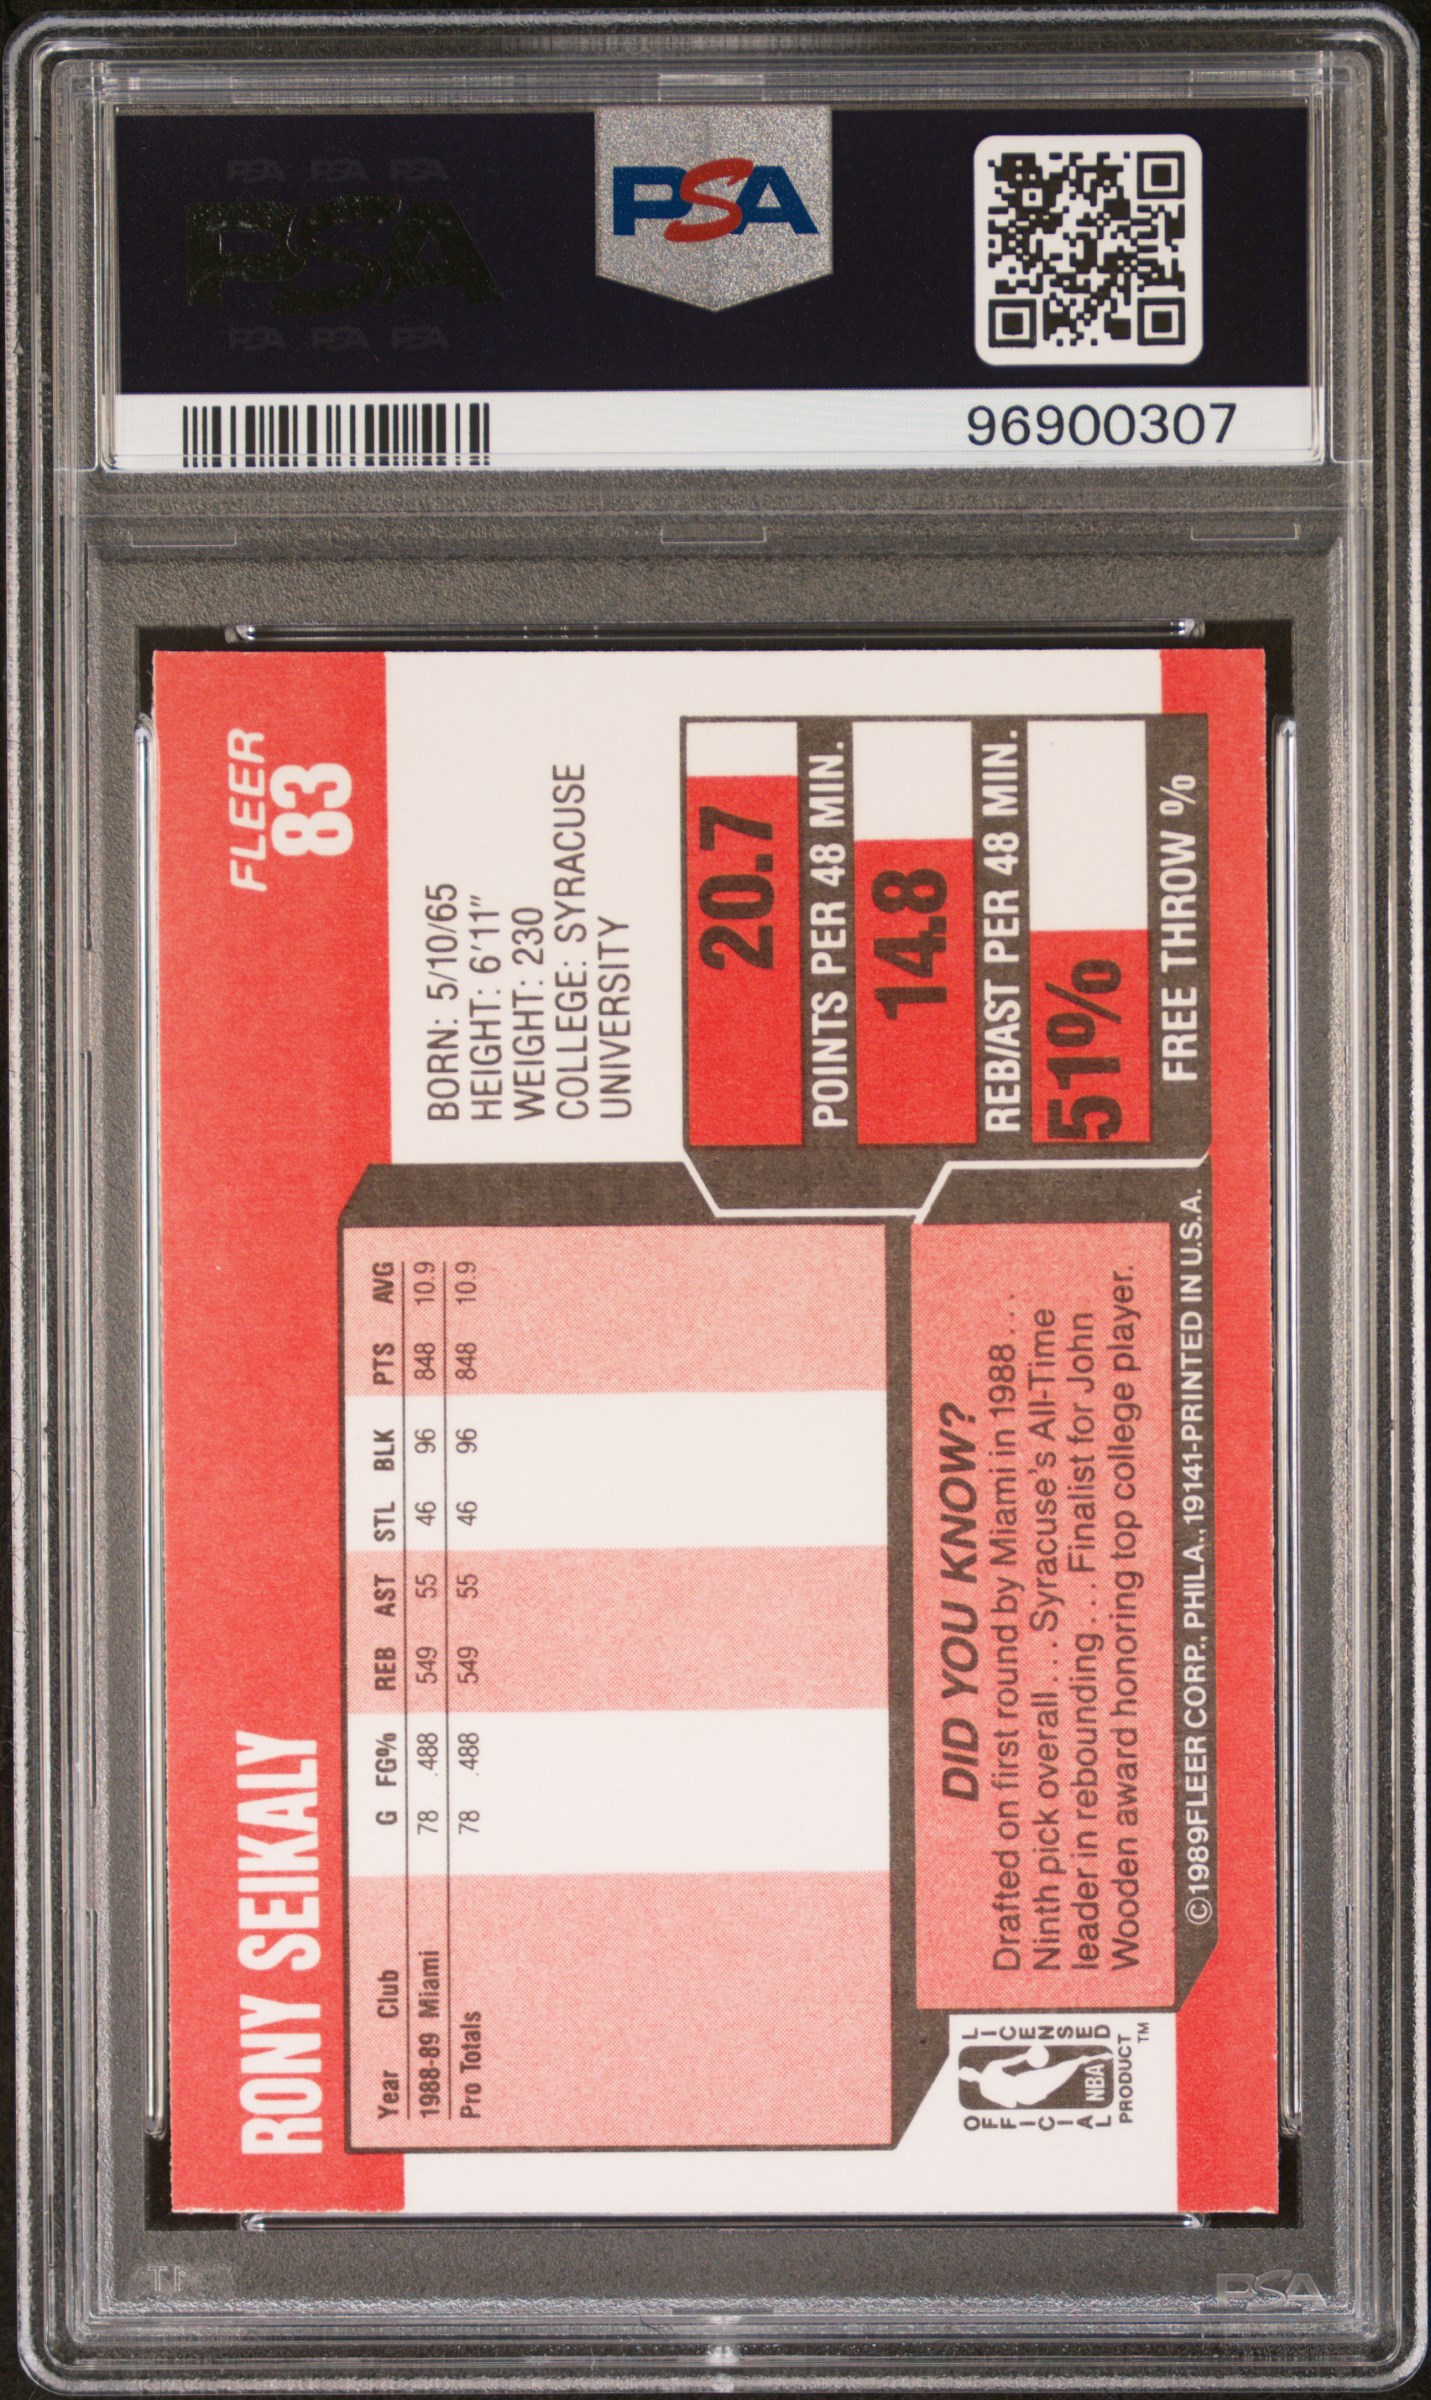 PSA PSA PSA
PSA
PSA PSA PSA
PSA
96900307
RONY SEIKALY
FLEER
83
Year Club G FG% REB AST STL BLK PTS AVG
1988-89 Miami 78 .488 549 55 46 96 848 10.9
Pro Totals 78 .488 549 55 46 96 848 10.9
BORN: 5/10/65
HEIGHT: 6'11"
WEIGHT: 230
COLLEGE: SYRACUSE
UNIVERSITY
20.7
POINTS PER 48 MIN.
14.8
REB/AST PER 48 MIN.
51%
FREE THROW %
DID YOU KNOW?
Drafted on first round by Miami in 1988...
Ninth pick overall... Syracuse's All-Time
leader in rebounding... Finalist for John
Wooden award honoring top college player.
OFFICIAL LICENSED
NBA
PRODUCT
TM
©1989 FLEER CORP., PHILA., 19141-PRINTED IN U.S.A.
PSA